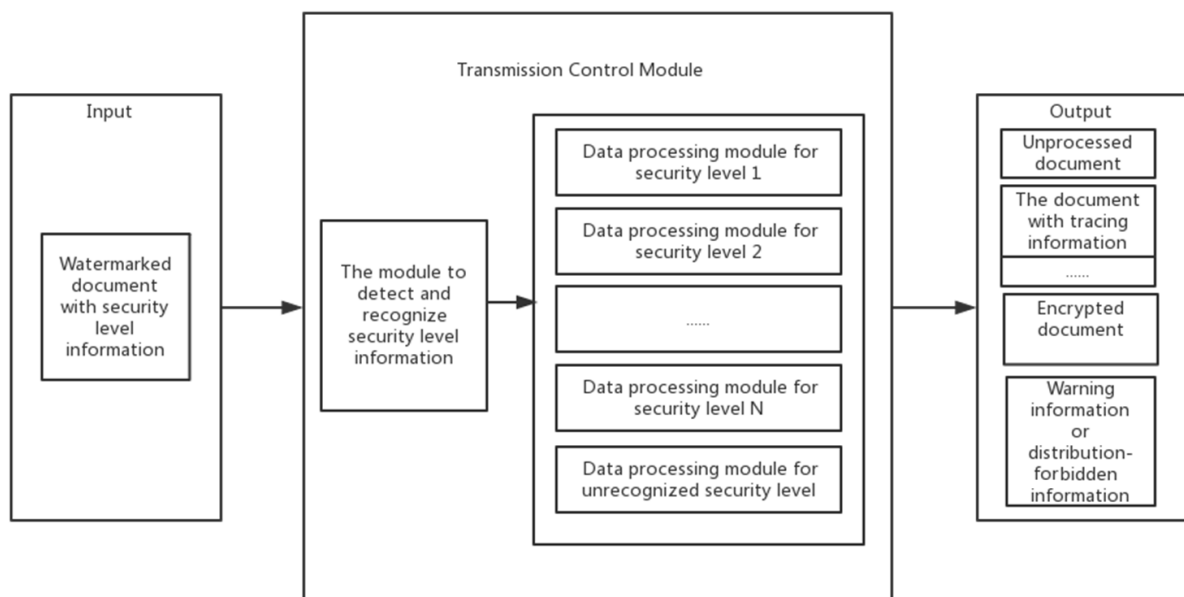 Transmission Control Module
Input
Watermarked
document
with security
level
information
The module to
detect and
recognize
security level
information
Data processing module for
security level 1
Data processing module for
security level 2
......
Data processing module for
security level N
Data processing module for
unrecognized security level
Output
Unprocessed
document
The document
with tracing
information
......
Encrypted
document
Warning
information
or
distribution-
forbidden
information